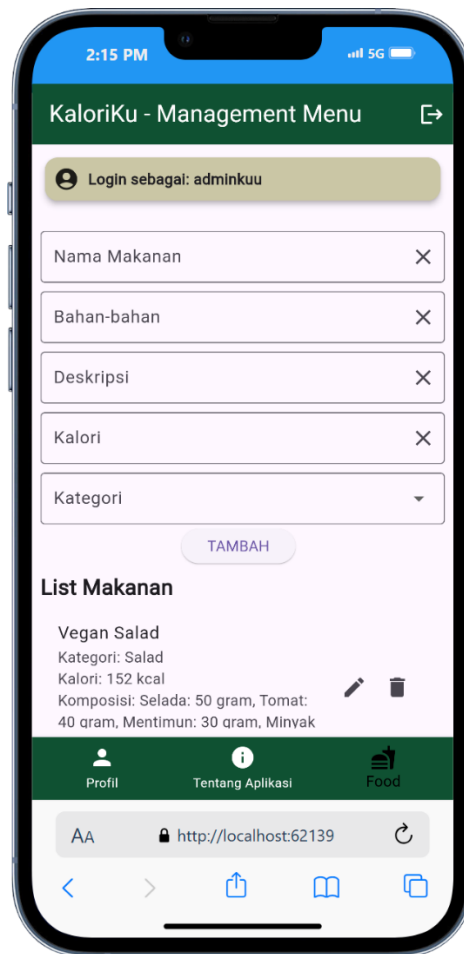 2:15 PM
5G
KaloriKu - Management Menu
Login sebagai: adminkuu
Nama Makanan
Bahan-bahan
Deskripsi
Kalori
Kategori
TAMBAH
List Makanan
Vegan Salad
Kategori: Salad
Kalori: 152 kcal
Komposisi: Selada: 50 gram, Tomat:
40 gram, Mentimun: 30 gram, Minyak
Profil
Tentang Aplikasi
Food
AA
http://localhost:62139